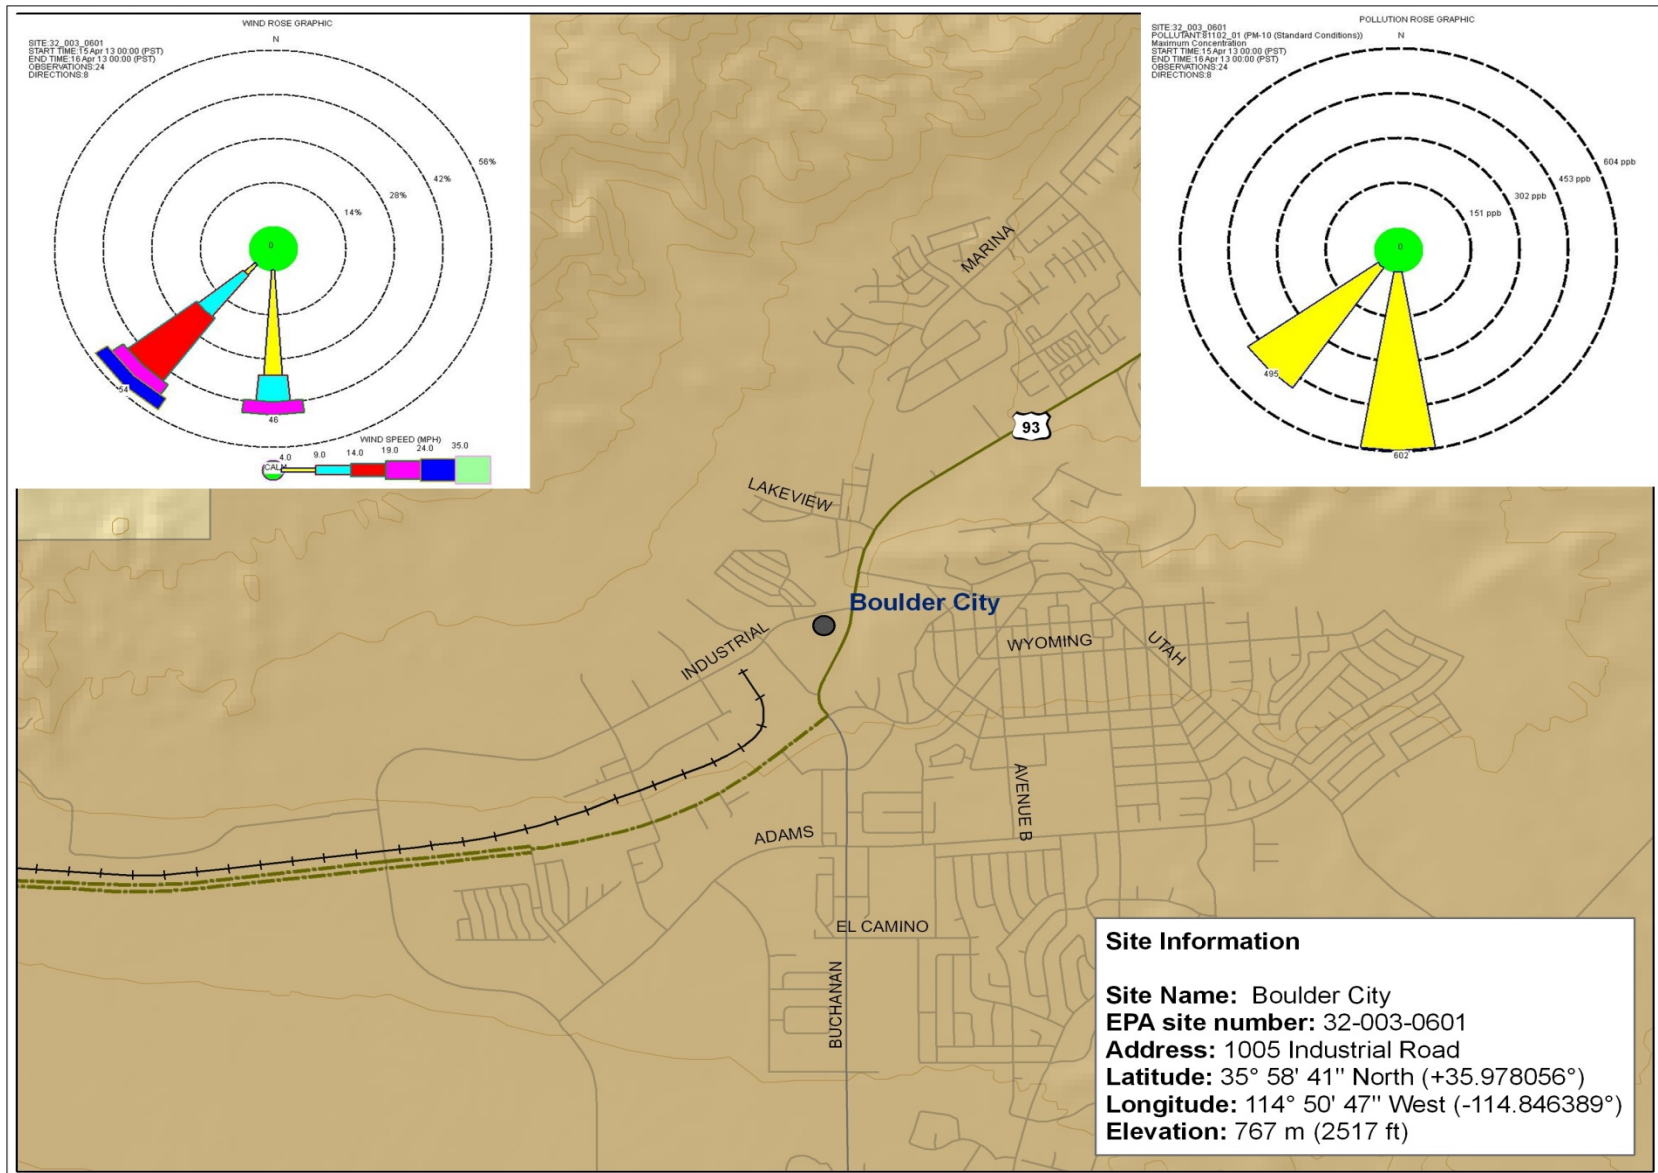 WIND ROSE GRAPHIC
SITE:32_003_0601
START TIME:15 Apr 13 00:00 (PST)
END TIME:16 Apr 13 00:00 (PST)
OBSERVATIONS:24
DIRECTIONS:8
N
56%
42%
28%
14%
0
54
46
WIND SPEED (MPH)
CALM
4.0
9.0
14.0
19.0
24.0
35.0
POLLUTION ROSE GRAPHIC
SITE:32_003_0601
POLLUTANT:81102_01 (PM-10 (Standard Conditions))
Maximum Concentration
START TIME:15 Apr 13 00:00 (PST)
END TIME:16 Apr 13 00:00 (PST)
OBSERVATIONS:24
DIRECTIONS:8
N
604 ppb
453 ppb
302 ppb
151 ppb
0
495
602
MARINA
93
LAKEVIEW
Boulder City
INDUSTRIAL
WYOMING
UTAH
AVENUE B
ADAMS
EL CAMINO
BUCHANAN
Site Information
Site Name: Boulder City
EPA site number: 32-003-0601
Address: 1005 Industrial Road
Latitude: 35° 58' 41" North (+35.978056°)
Longitude: 114° 50' 47" West (-114.846389°)
Elevation: 767 m (2517 ft)